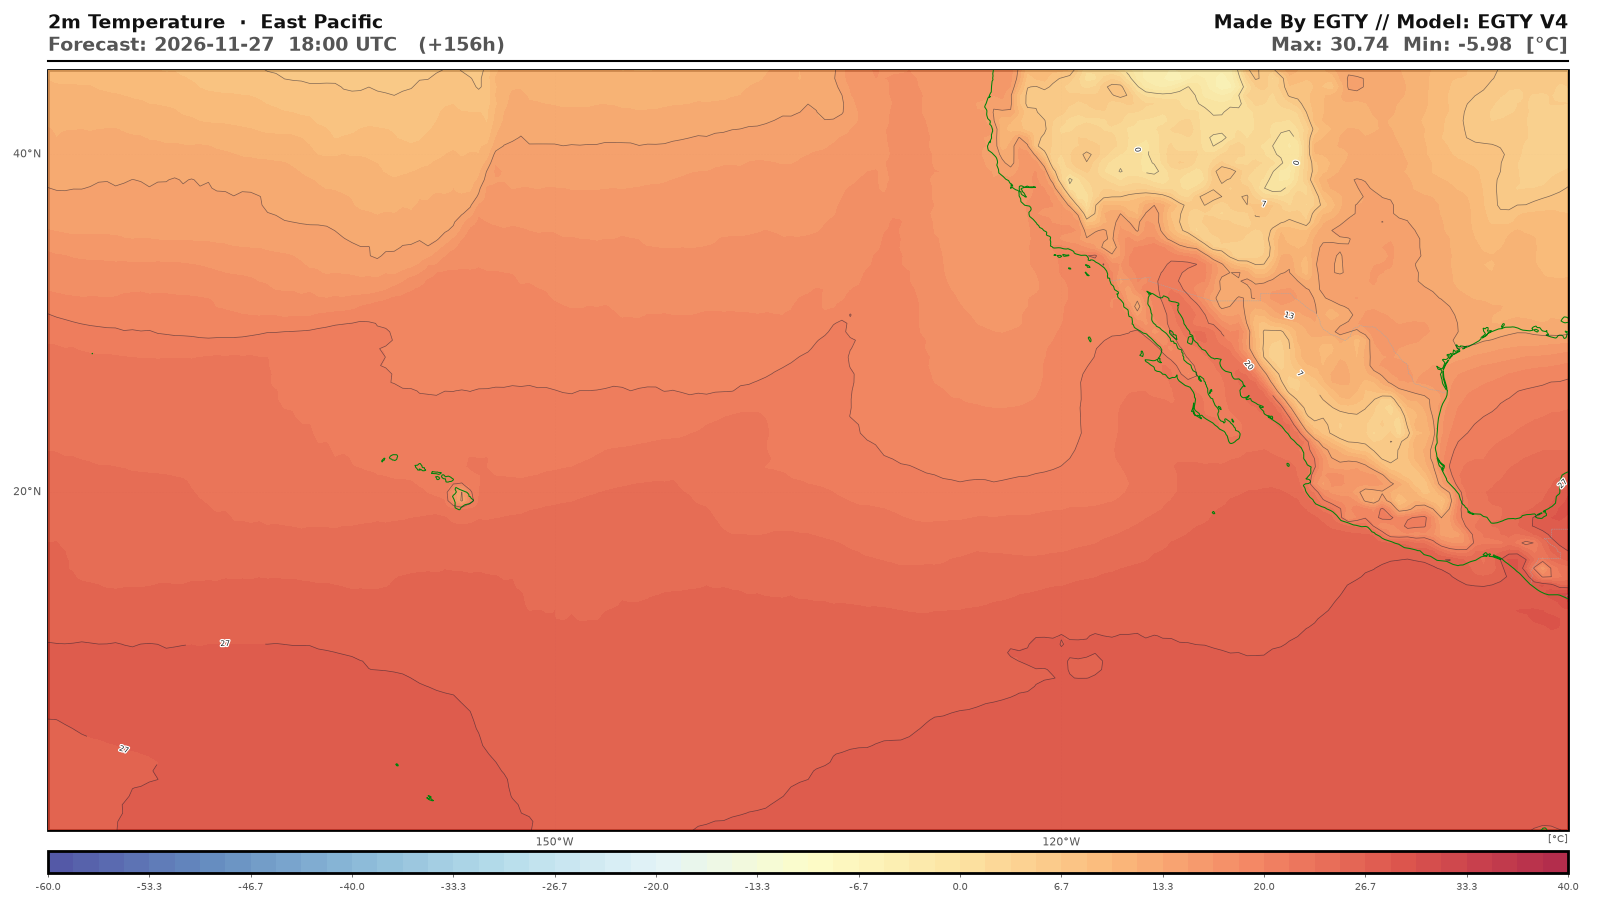 2m Temperature · East Pacific
Made By EGTY // Model: EGTY V4
Forecast: 2026-11-27 18:00 UTC (+156h)
Max: 30.74 Min: -5.98 [°C]
40°N
20°N
0
0
7
13
20
7
27
27
27
150°W
120°W
[°C]
-60.0 -53.3 -46.7 -40.0 -33.3 -26.7 -20.0 -13.3 -6.7 0.0 6.7 13.3 20.0 26.7 33.3 40.0